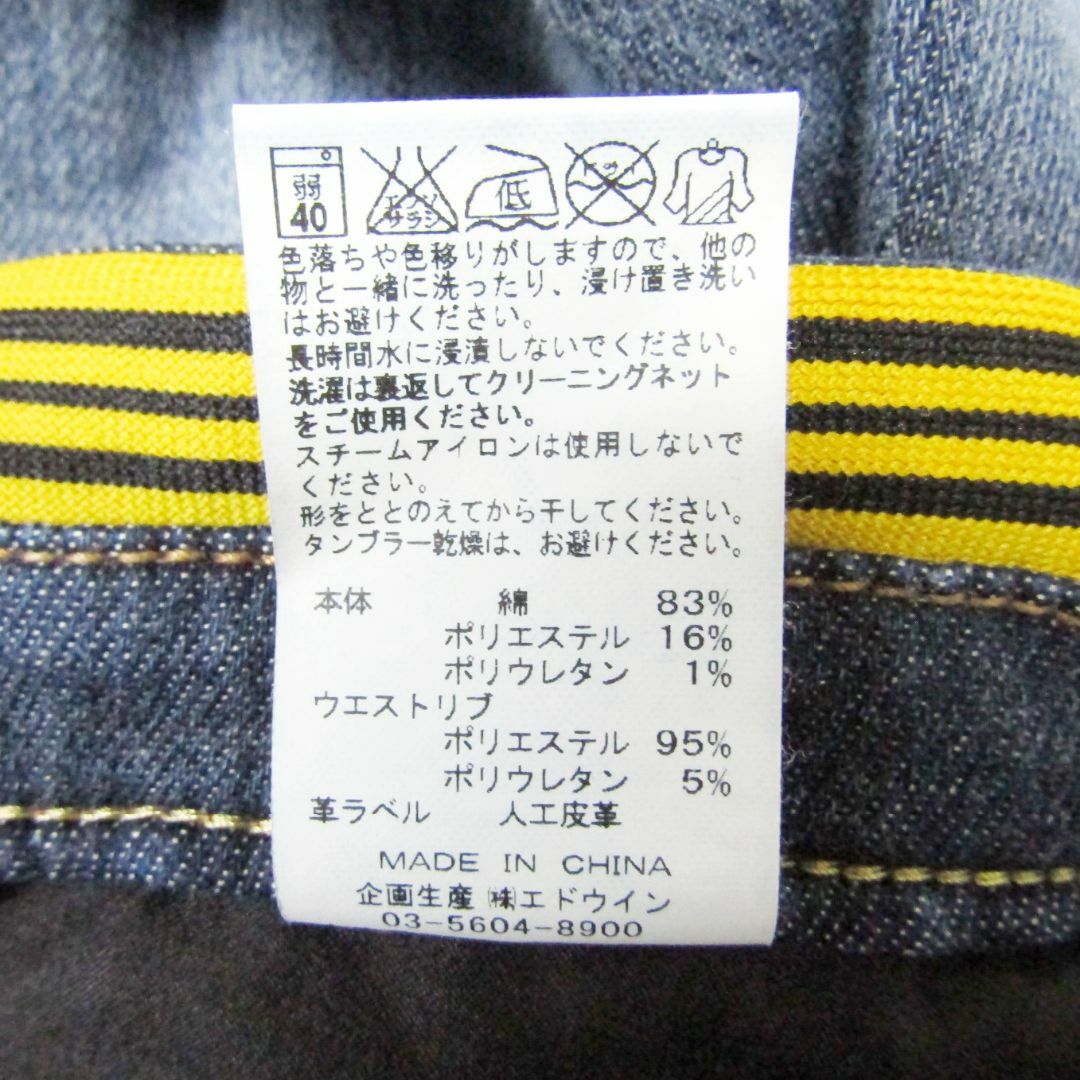 弱
40
エンソ
サラシ
低
ドライ
色落ちや色移りがしますので、他の
物と一緒に洗ったり、浸け置き洗い
はお避けください。
長時間水に浸漬しないでください。
洗濯は裏返してクリーニングネット
をご使用ください。
スチームアイロンは使用しないで
ください。
形をととのえてから干してください。
タンブラー乾燥は、お避けください。
本体 綿 83%
ポリエステル 16%
ポリウレタン 1%
ウエストリブ
ポリエステル 95%
ポリウレタン 5%
革ラベル 人工皮革
MADE IN CHINA
企画生産 ㈱エドウイン
03-5604-8900